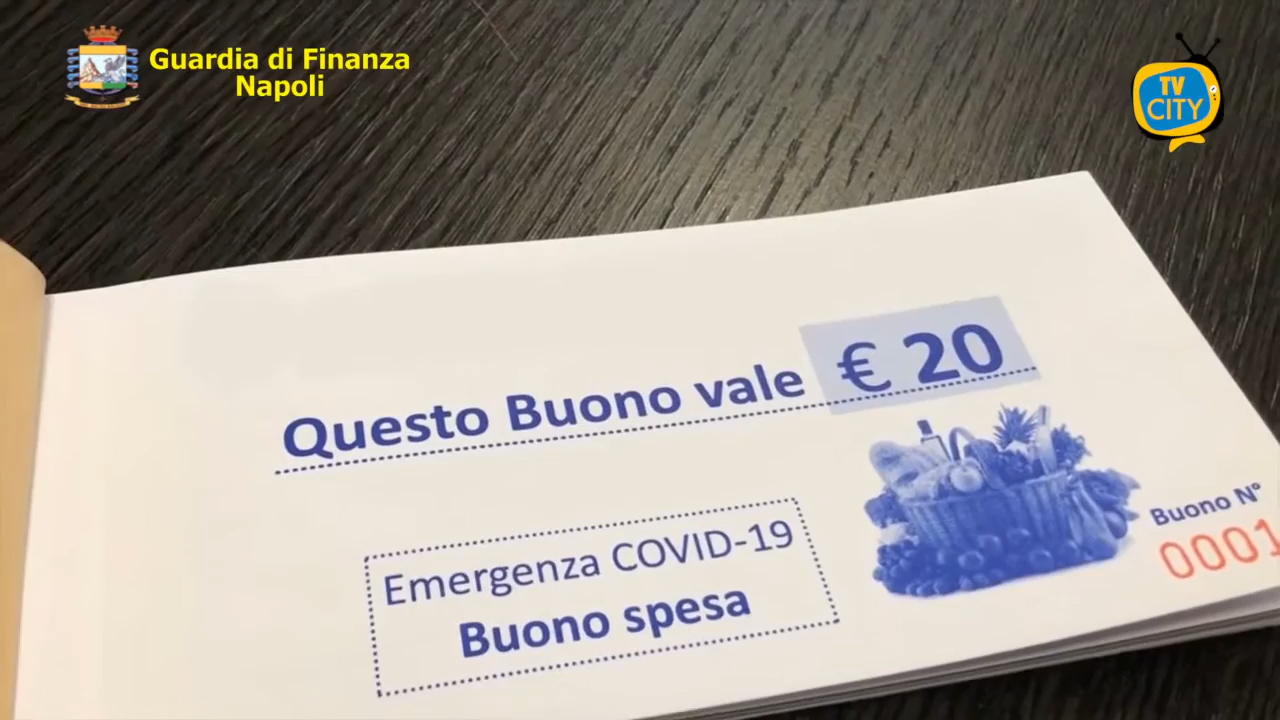 Guardia di Finanza
Napoli
TV
CITY
Questo Buono vale € 20
Emergenza COVID-19
Buono spesa
Buono N°
0001